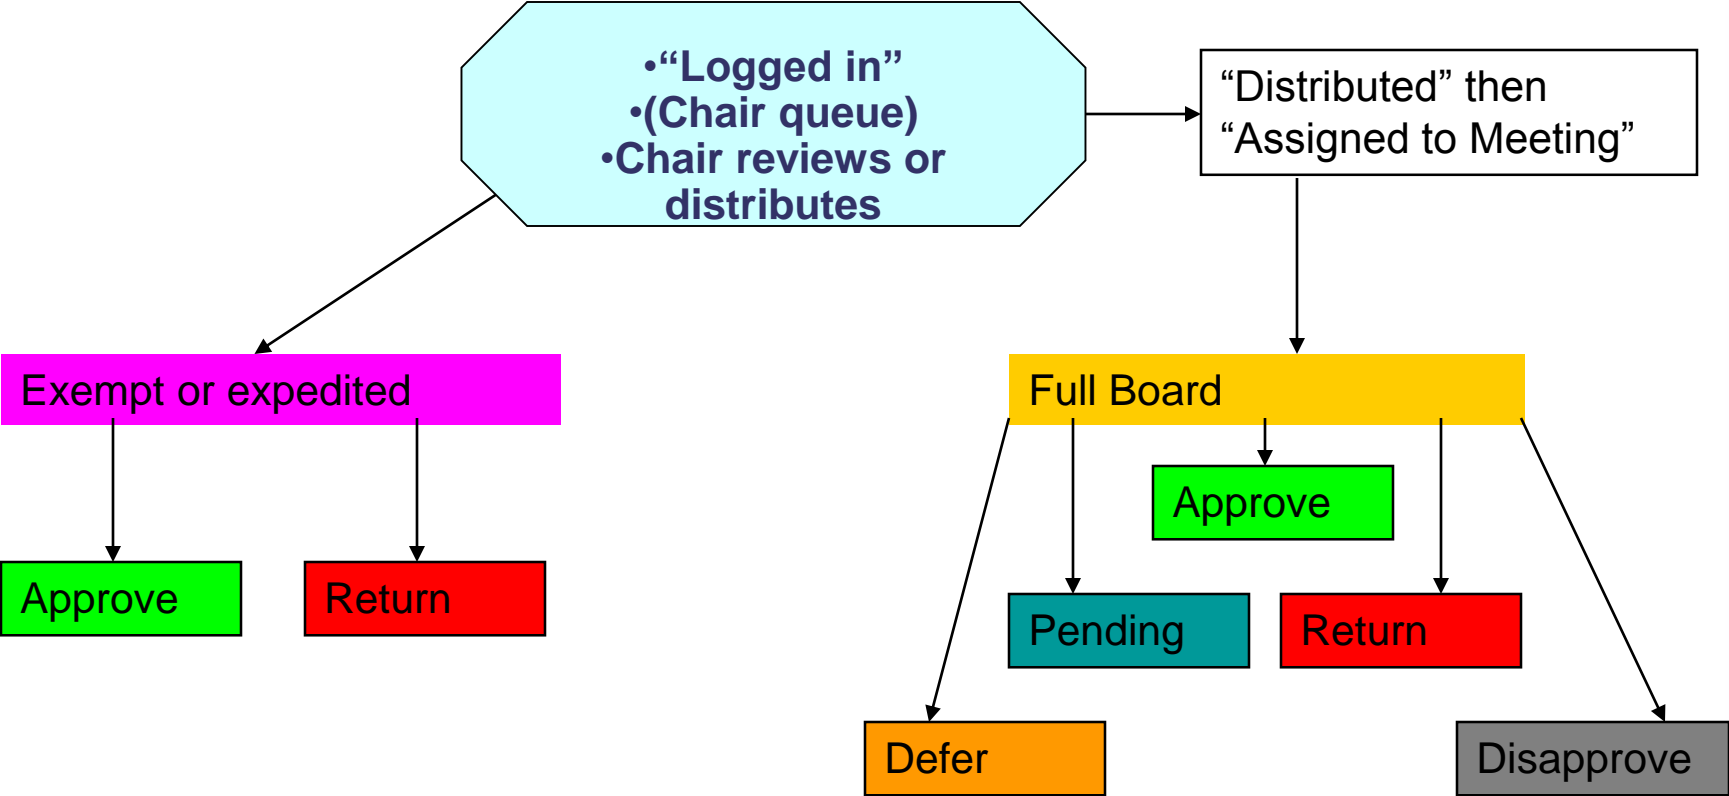 •“Logged in”
•(Chair queue)
•Chair reviews or
distributes
“Distributed” then
“Assigned to Meeting”
Exempt or expedited
Full Board
Approve
Approve
Return
Pending
Return
Defer
Disapprove